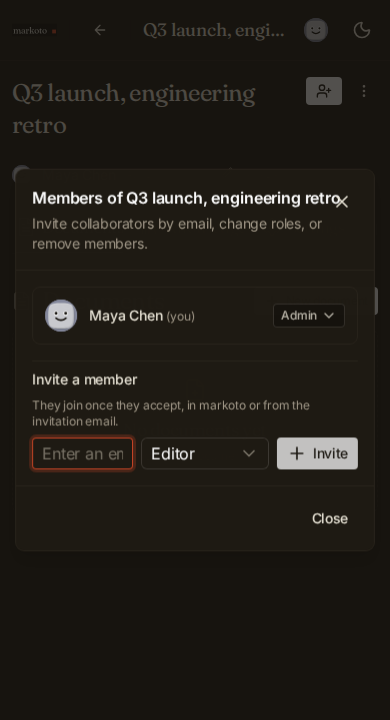 markoto
Q3 launch, engi...
Q3 launch, engineering
retro
Members of Q3 launch, engineering retro
Invite collaborators by email, change roles, or
remove members.
Maya Chen (you)
Admin
Invite a member
They join once they accept, in markoto or from the
invitation email.
Enter an en
Editor
Invite
Close